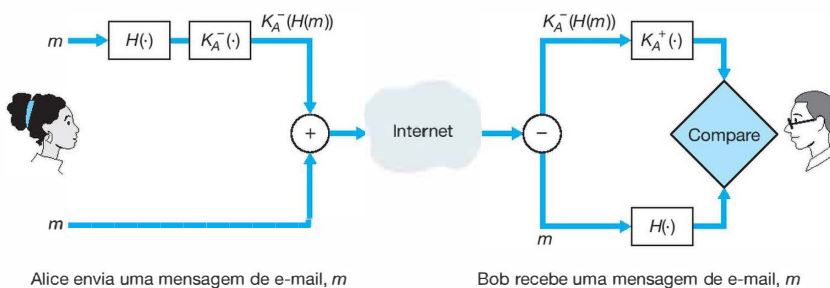 m
H(·)
K_A^−(·)
K_A^−(H(m))
+
m
Internet
K_A^−(H(m))
−
K_A^+(·)
Compare
m
H(·)
Alice envia uma mensagem de e-mail, m
Bob recebe uma mensagem de e-mail, m